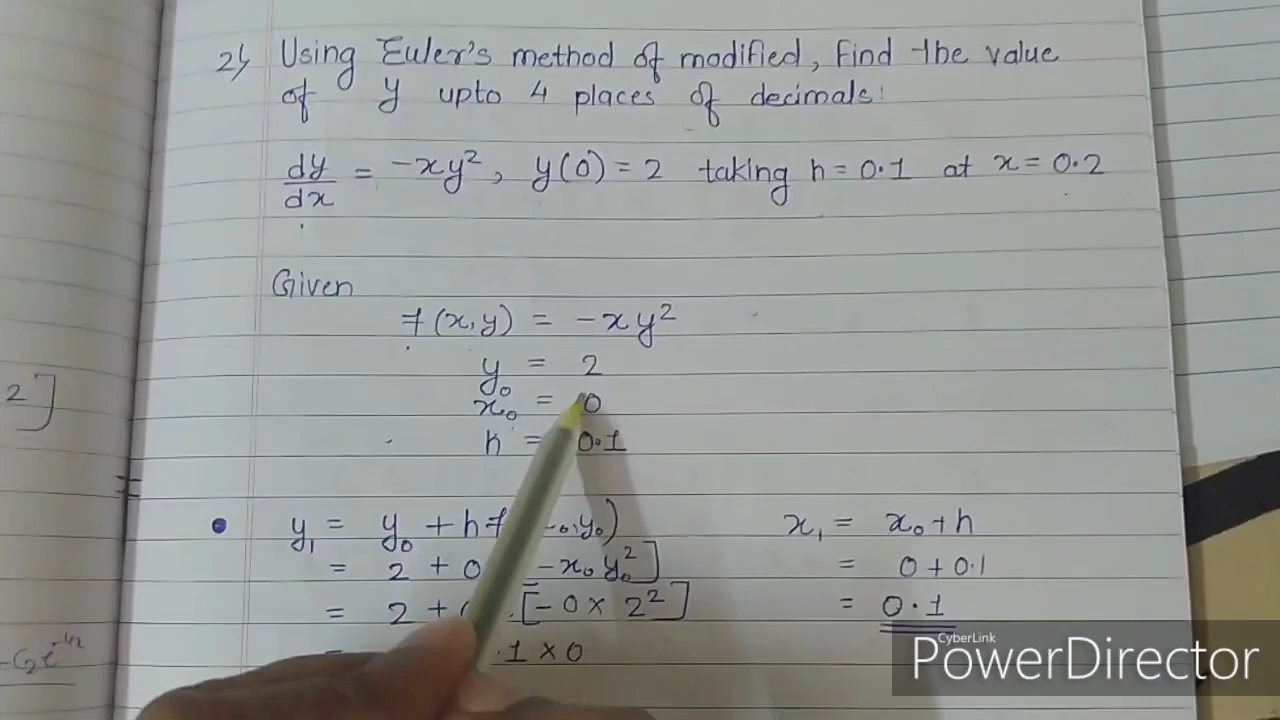 2) Using Euler's method of modified, Find the value
of y upto 4 places of decimals:
dy/dx = -xy², y(0) = 2 taking h = 0.1 at x = 0.2
Given
f(x,y) = -xy²
y₀ = 2
x₀ = 0
h = 0.1
2]
y₁ = y₀ + hf ,y₀)
x₁ = x₀+h
= 2 + 0 -x₀y₀²]
= 0 + 0.1
= 2 + [-0 × 2²]
= 0.1
= .1 × 0
CyberLink
PowerDirector